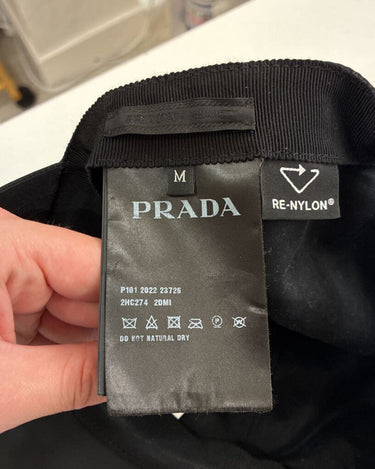 M
PRADA
RE-NYLON®
P101 2022 23726
2HC274 2DMI
DO NOT NATURAL DRY